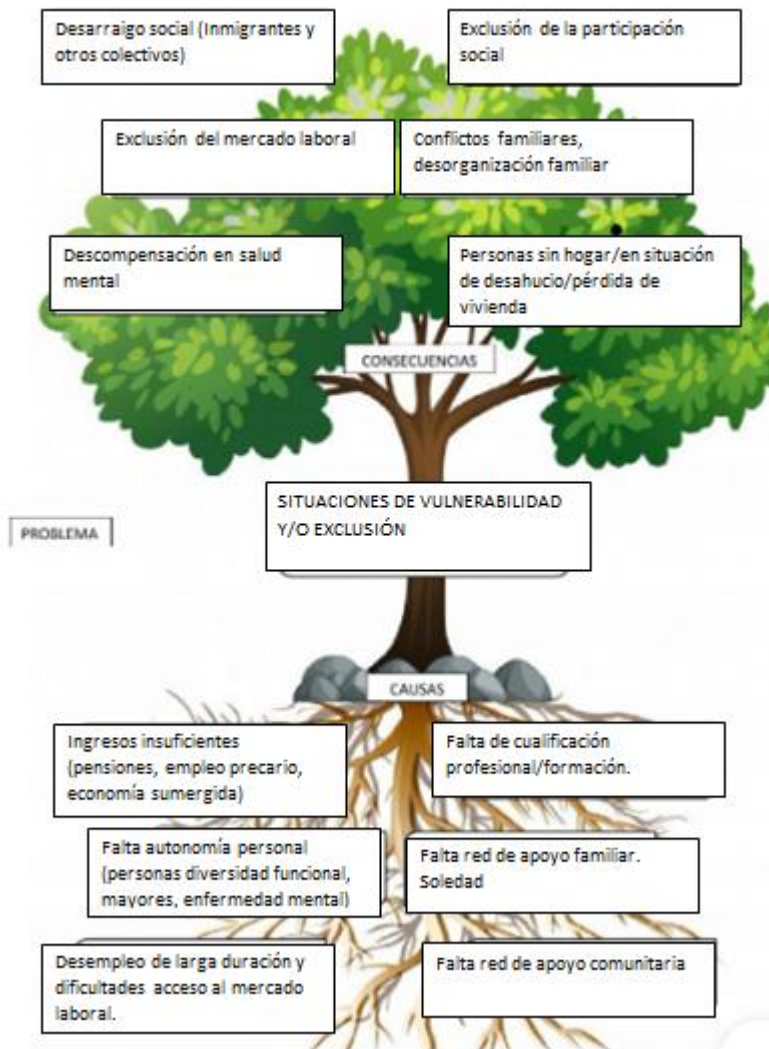 Desarraigo social (Inmigrantes y
otros colectivos)
Exclusión de la participación
social
Exclusión del mercado laboral
Conflictos familiares,
desorganización familiar
Descompensación en salud
mental
Personas sin hogar/en situación
de desahucio/pérdida de
vivienda
CONSECUENCIAS
SITUACIONES DE VULNERABILIDAD
Y/O EXCLUSIÓN
PROBLEMA
CAUSAS
Ingresos insuficientes
(pensiones, empleo precario,
economía sumergida)
Falta de cualificación
profesional/formación.
Falta autonomía personal
(personas diversidad funcional,
mayores, enfermedad mental)
Falta red de apoyo familiar.
Soledad
Desempleo de larga duración y
dificultades acceso al mercado
laboral.
Falta red de apoyo comunitaria